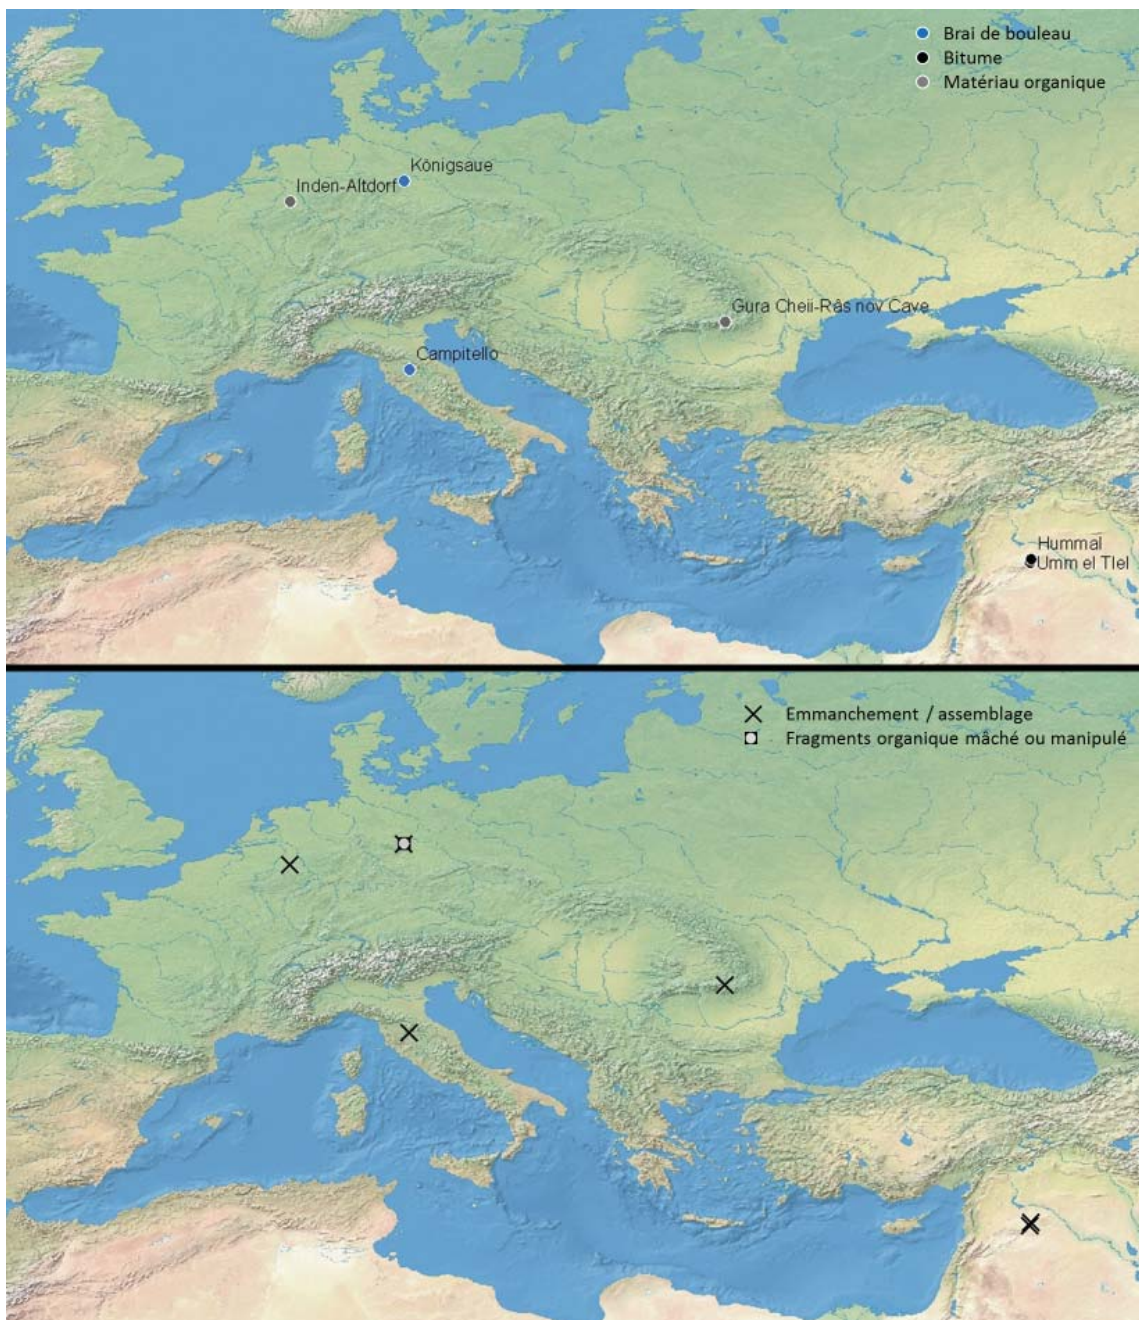 Brai de bouleau
Bitume
Matériau organique
Königsaue
Inden-Altdorf
Gura Cheii-Râs nov Cave
Campitello
Hummal
Umm el Tlel
Emmanchement / assemblage
Fragments organique mâché ou manipulé